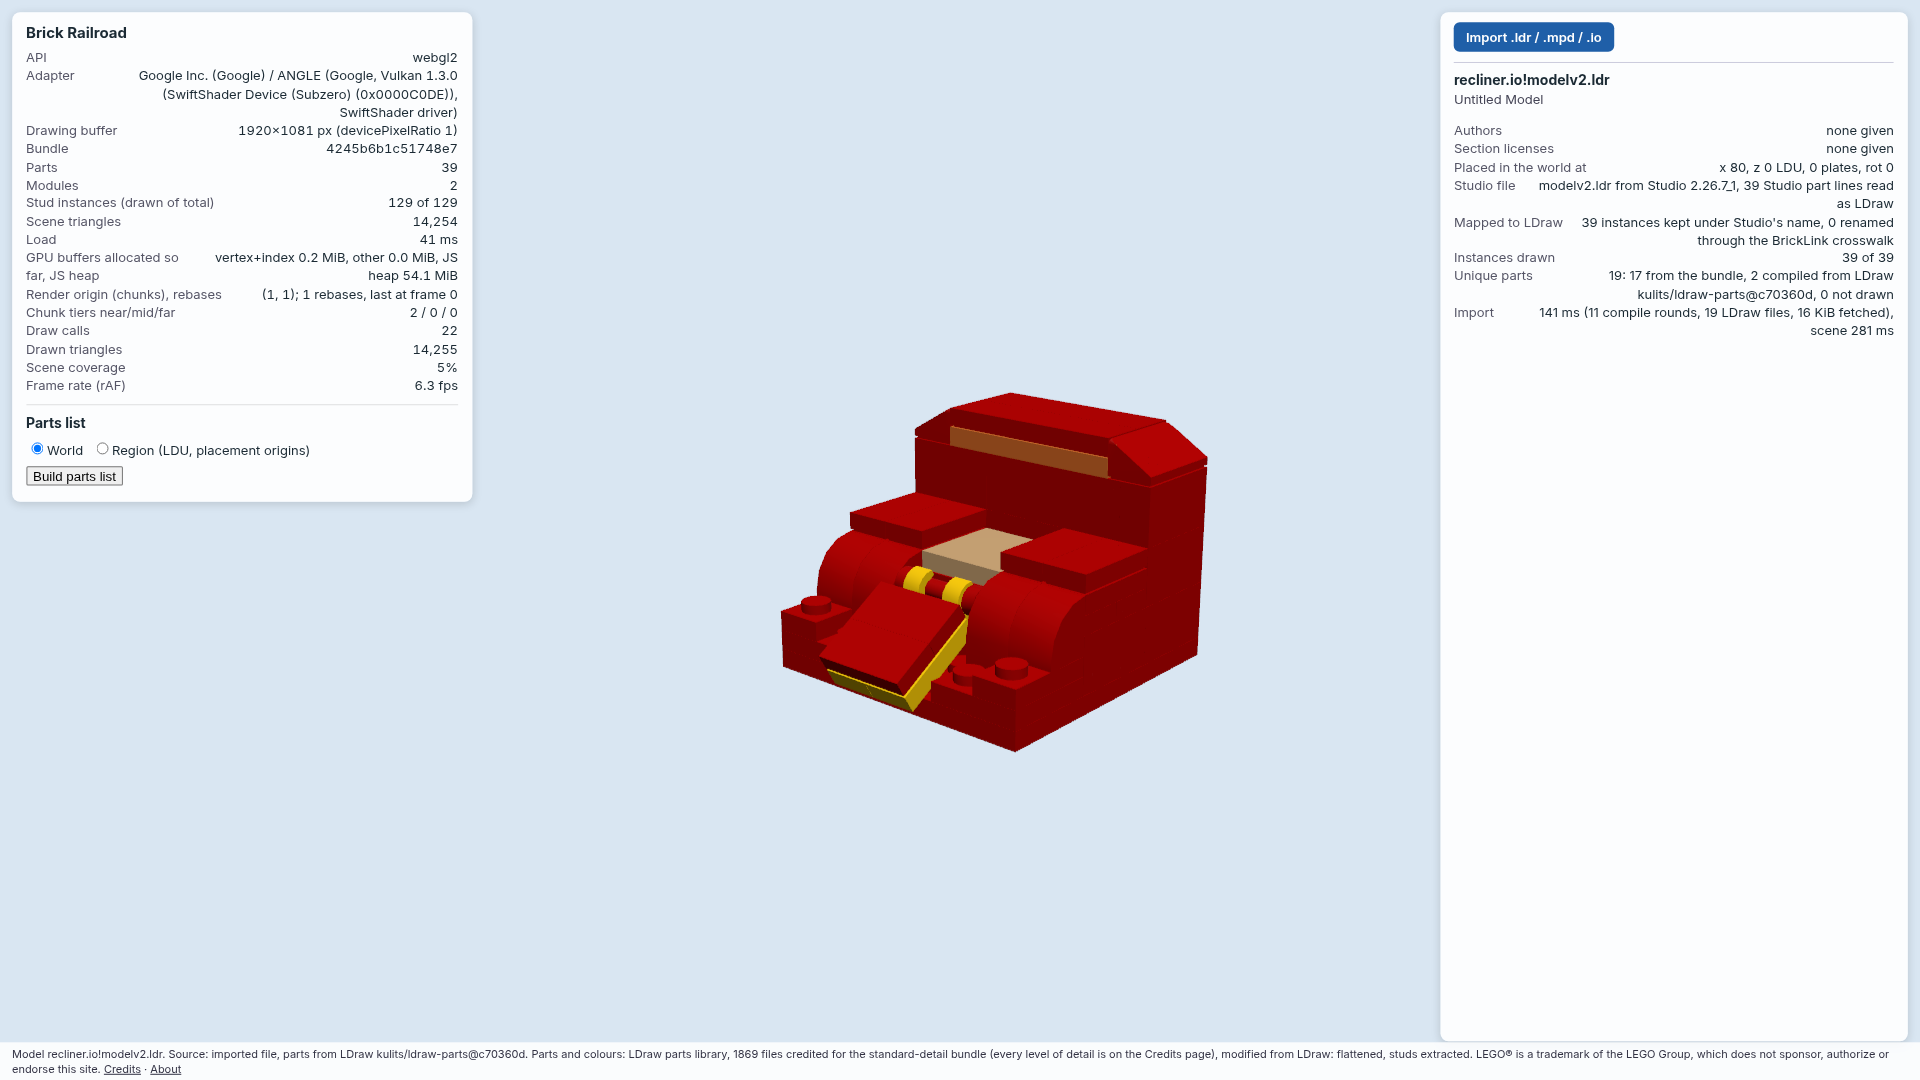 Brick Railroad
API webgl2
Adapter Google Inc. (Google) / ANGLE (Google, Vulkan 1.3.0
(SwiftShader Device (Subzero) (0x0000C0DE)),
SwiftShader driver)
Drawing buffer 1920×1081 px (devicePixelRatio 1)
Bundle 4245b6b1c51748e7
Parts 39
Modules 2
Stud instances (drawn of total) 129 of 129
Scene triangles 14,254
Load 41 ms
GPU buffers allocated so vertex+index 0.2 MiB, other 0.0 MiB, JS
far, JS heap heap 54.1 MiB
Render origin (chunks), rebases (1, 1); 1 rebases, last at frame 0
Chunk tiers near/mid/far 2 / 0 / 0
Draw calls 22
Drawn triangles 14,255
Scene coverage 5%
Frame rate (rAF) 6.3 fps
Parts list
World Region (LDU, placement origins)
Build parts list
Import .ldr / .mpd / .io
recliner.io!modelv2.ldr
Untitled Model
Authors none given
Section licenses none given
Placed in the world at x 80, z 0 LDU, 0 plates, rot 0
Studio file modelv2.ldr from Studio 2.26.7_1, 39 Studio part lines read
as LDraw
Mapped to LDraw 39 instances kept under Studio's name, 0 renamed
through the BrickLink crosswalk
Instances drawn 39 of 39
Unique parts 19: 17 from the bundle, 2 compiled from LDraw
kulits/ldraw-parts@c70360d, 0 not drawn
Import 141 ms (11 compile rounds, 19 LDraw files, 16 KiB fetched),
scene 281 ms
Model recliner.io!modelv2.ldr. Source: imported file, parts from LDraw kulits/ldraw-parts@c70360d. Parts and colours: LDraw parts library, 1869 files credited for the standard-detail bundle (every level of detail is on the Credits page), modified from LDraw: flattened, studs extracted. LEGO® is a trademark of the LEGO Group, which does not sponsor, authorize or
endorse this site. Credits · About